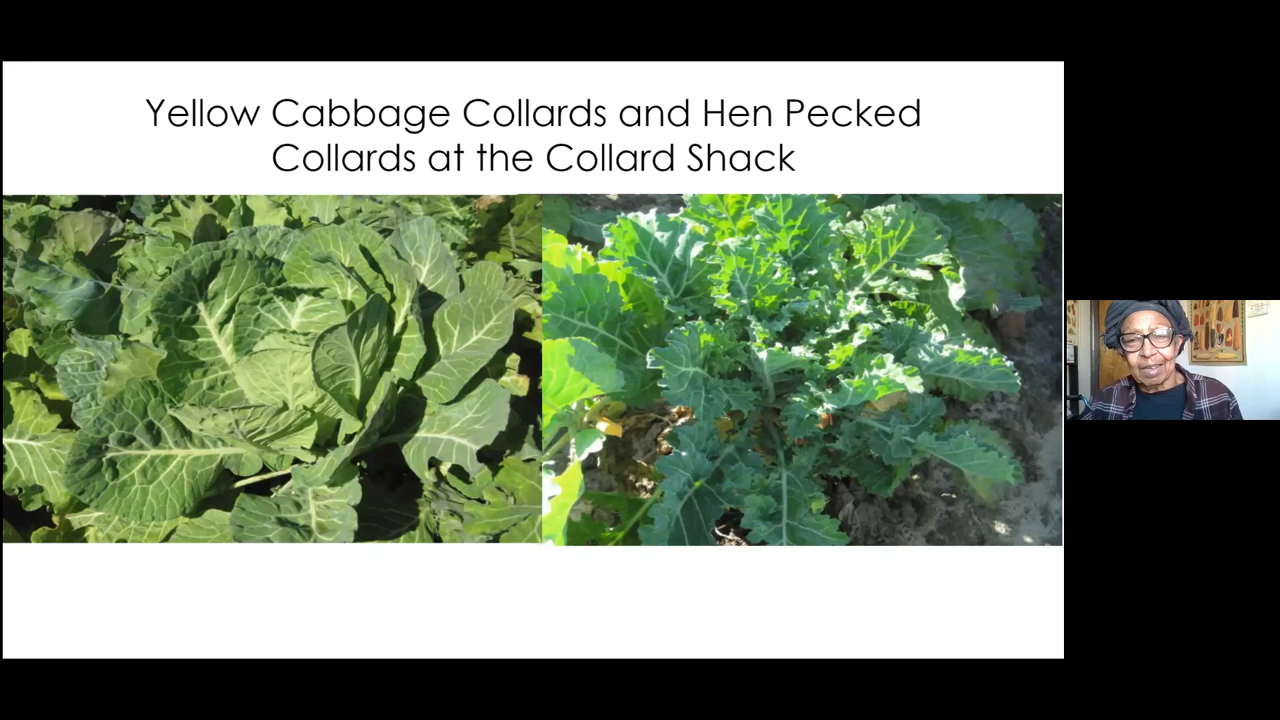 Yellow Cabbage Collards and Hen Pecked
Collards at the Collard Shack